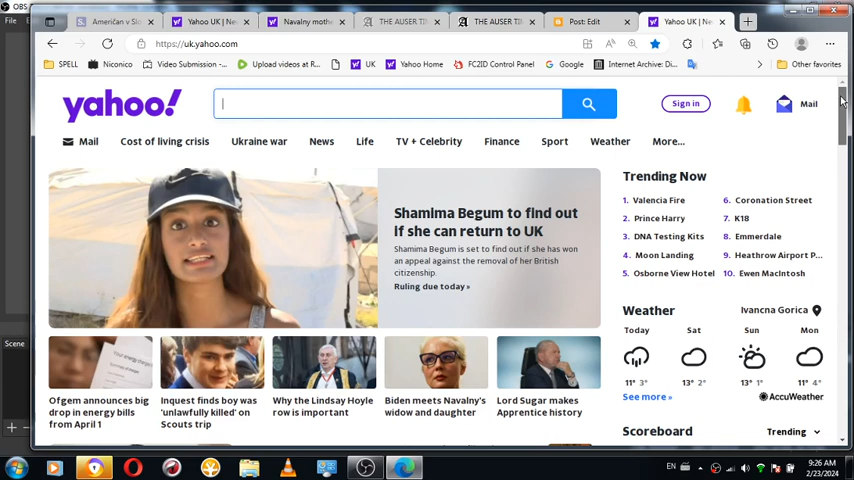 OBS
Američan v Slo
Yahoo UK | Ne
Navalny moth
THE AUSER TI
THE AUSER TI
Post: Edit
Yahoo UK | Ne
File
https://uk.yahoo.com
SPELL
Niconico
Video Submission -...
Upload videos at R...
UK
Yahoo Home
FC2ID Control Panel
Google
Internet Archive: Di...
Other favorites
yahoo!
Sign in
Mail
Mail
Cost of living crisis
Ukraine war
News
Life
TV + Celebrity
Finance
Sport
Weather
More...
Shamima Begum to find out
if she can return to UK
Shamima Begum is set to find out if she has won
an appeal against the removal of her British
citizenship.
Ruling due today »
Trending Now
1. Valencia Fire
2. Prince Harry
3. DNA Testing Kits
4. Moon Landing
5. Osborne View Hotel
6. Coronation Street
7. K18
8. Emmerdale
9. Heathrow Airport P...
10. Ewen MacIntosh
Weather
Ivancna Gorica
Today
Sat
Sun
Mon
11° 3°
13° 2°
13° 1°
11° 4°
See more »
AccuWeather
Ofgem announces big
drop in energy bills
from April 1
Inquest finds boy was
'unlawfully killed' on
Scouts trip
Why the Lindsay Hoyle
row is important
Biden meets Navalny's
widow and daughter
Lord Sugar makes
Apprentice history
Scoreboard
Trending
Scene
EN
9:26 AM
2/23/2024